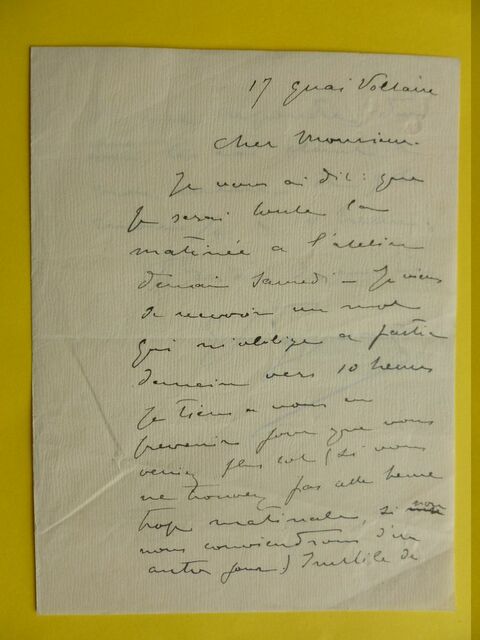 17 quai Voltaire
Cher Monsieur.
Je vous ai dit : que
je serai toute la
matinée a l'atelier
demain Samedi – Je viens
de recevoir un mot
qui m'oblige a partir
demain vers 10 heures
Je tiens a vous en
prevenir pour que vous
veniez plus tot (si vous
ne trouvez pas cette heure
trop matinale, si non
nous conviendrons d'un
autre jour) Inutile de